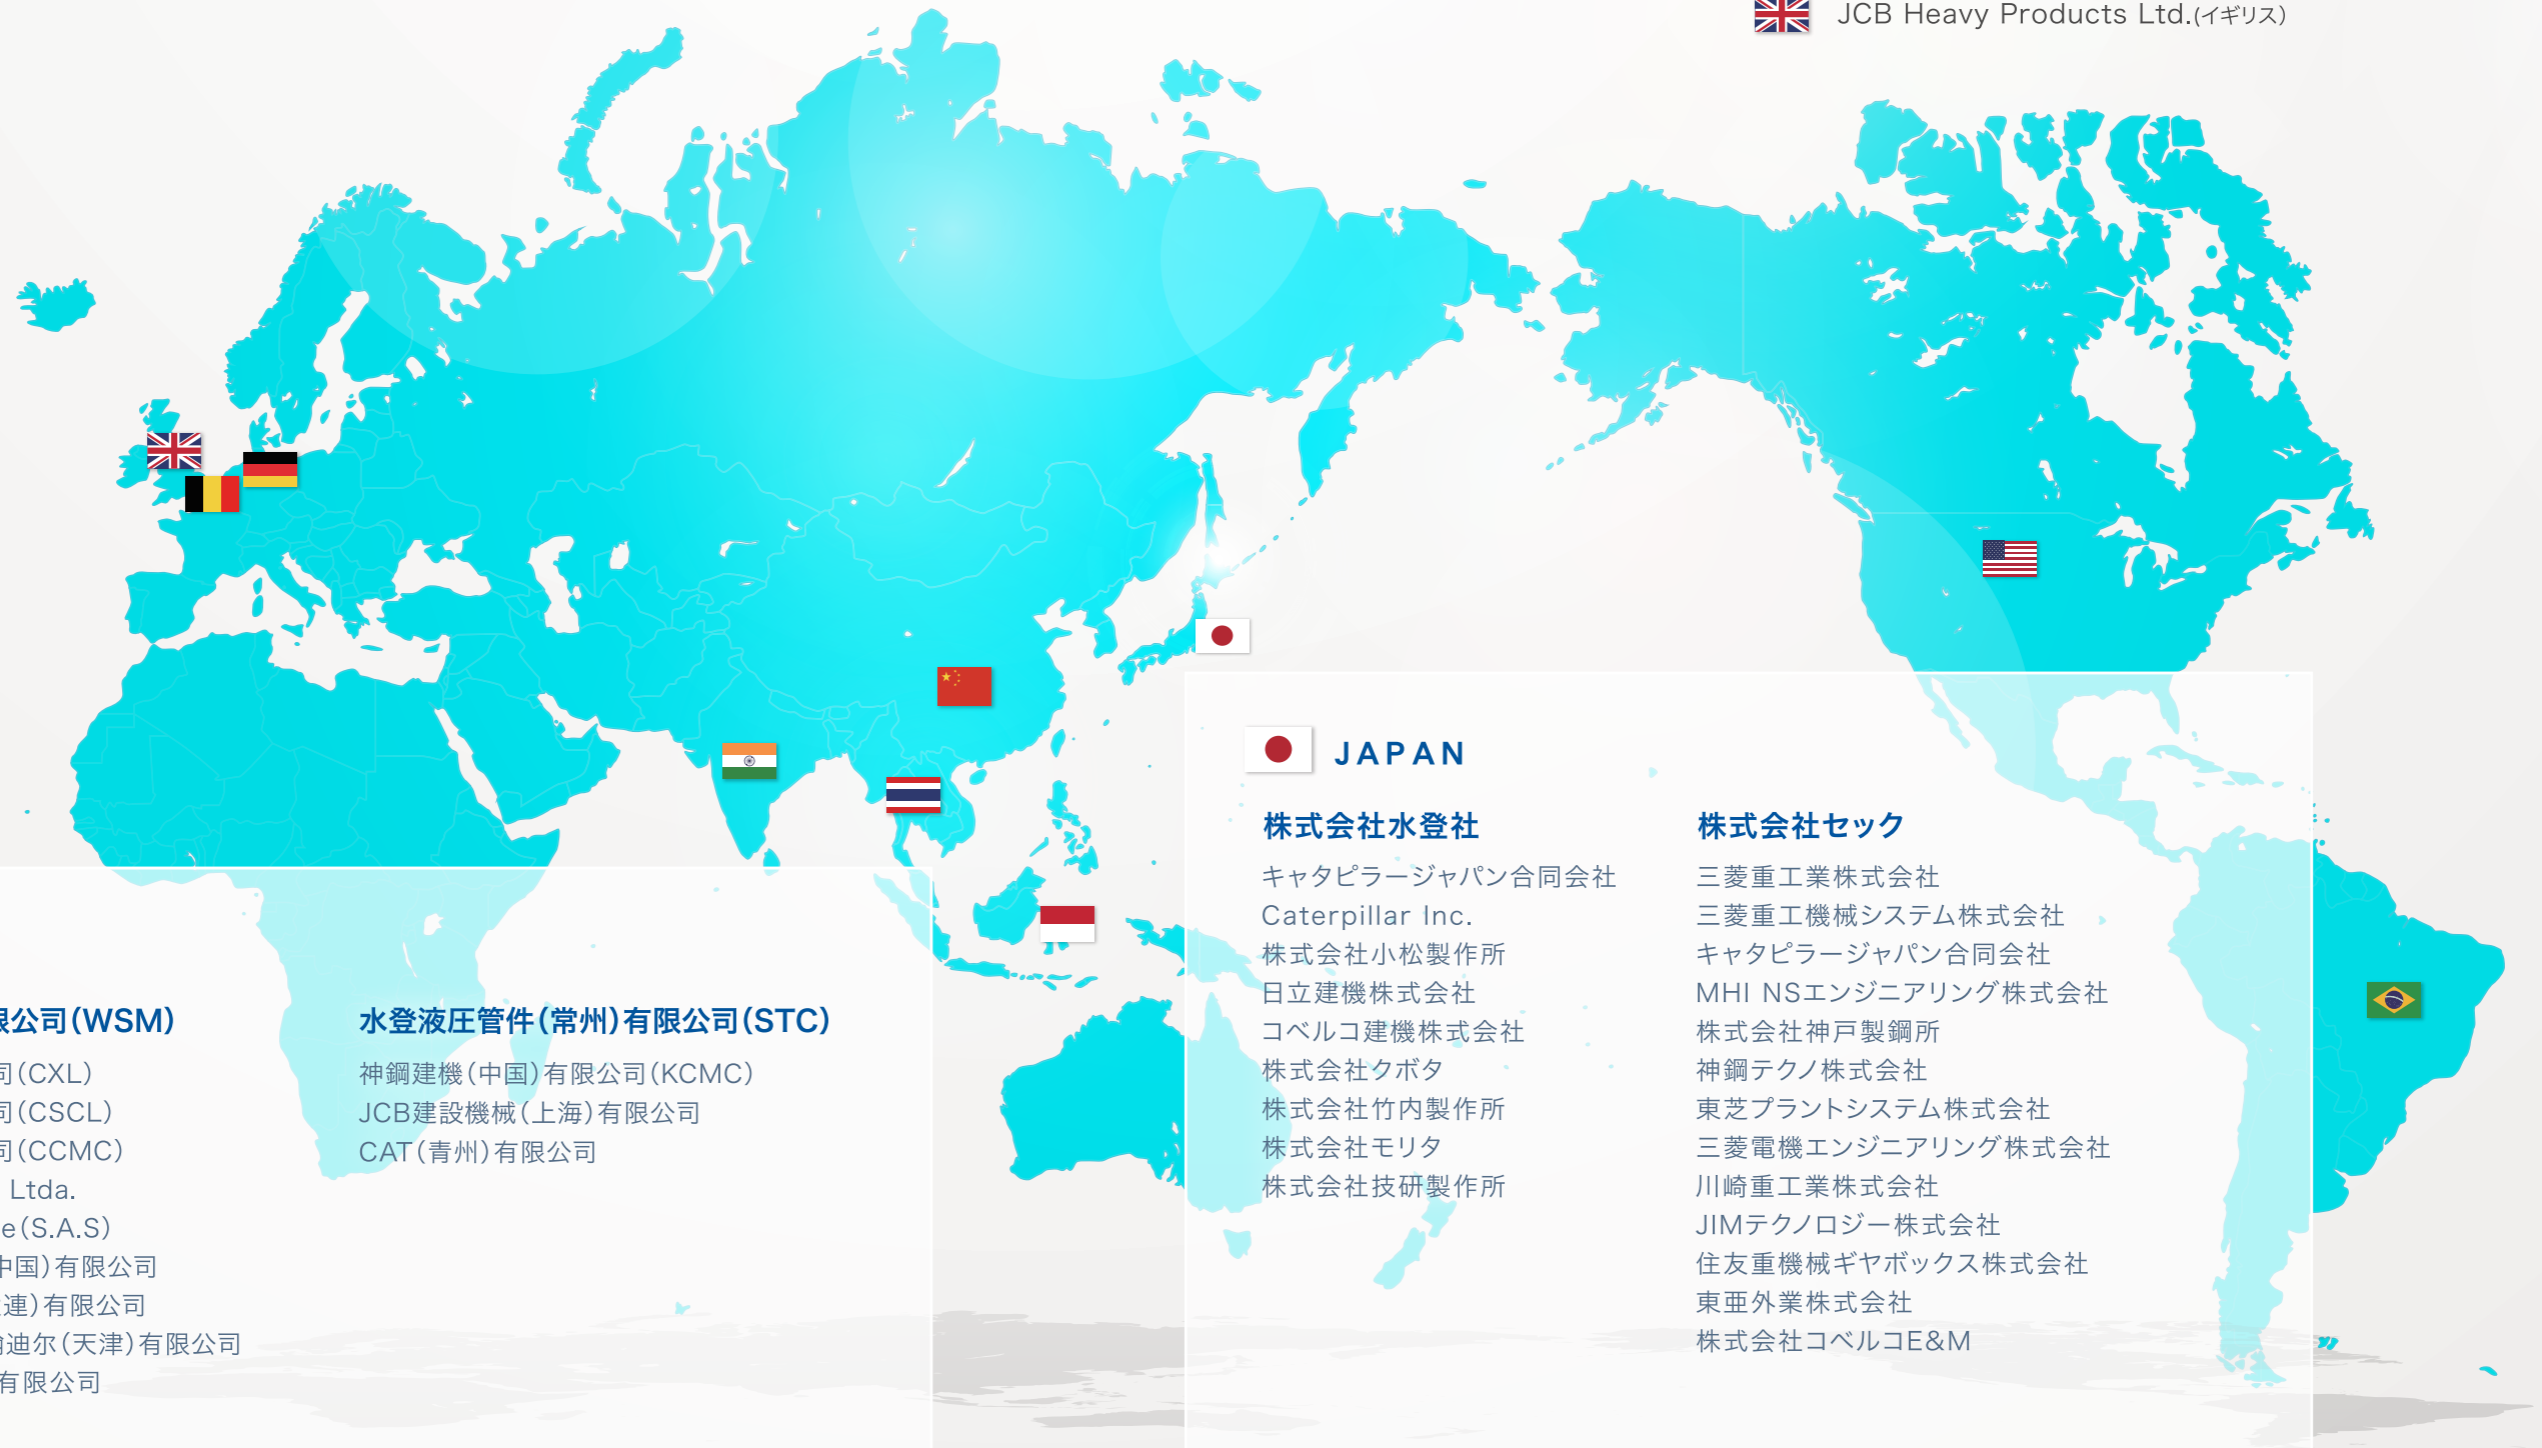 JCB Heavy Products Ltd.(イギリス)
限公司(WSM)
司(CXL)
司(CSCL)
司(CCMC)
Ltda.
e(S.A.S)
中国)有限公司
連)有限公司
迪尔(天津)有限公司
有限公司
水登液圧管件(常州)有限公司(STC)
神鋼建機(中国)有限公司(KCMC)
JCB建設機械(上海)有限公司
CAT(青州)有限公司
JAPAN
株式会社水登社
キャタピラージャパン合同会社
Caterpillar Inc.
株式会社小松製作所
日立建機株式会社
コベルコ建機株式会社
株式会社クボタ
株式会社竹内製作所
株式会社モリタ
株式会社技研製作所
株式会社セック
三菱重工業株式会社
三菱重工機械システム株式会社
キャタピラージャパン合同会社
MHI NSエンジニアリング株式会社
株式会社神戸製鋼所
神鋼テクノ株式会社
東芝プラントシステム株式会社
三菱電機エンジニアリング株式会社
川崎重工業株式会社
JIMテクノロジー株式会社
住友重機械ギヤボックス株式会社
東亜外業株式会社
株式会社コベルコE&M